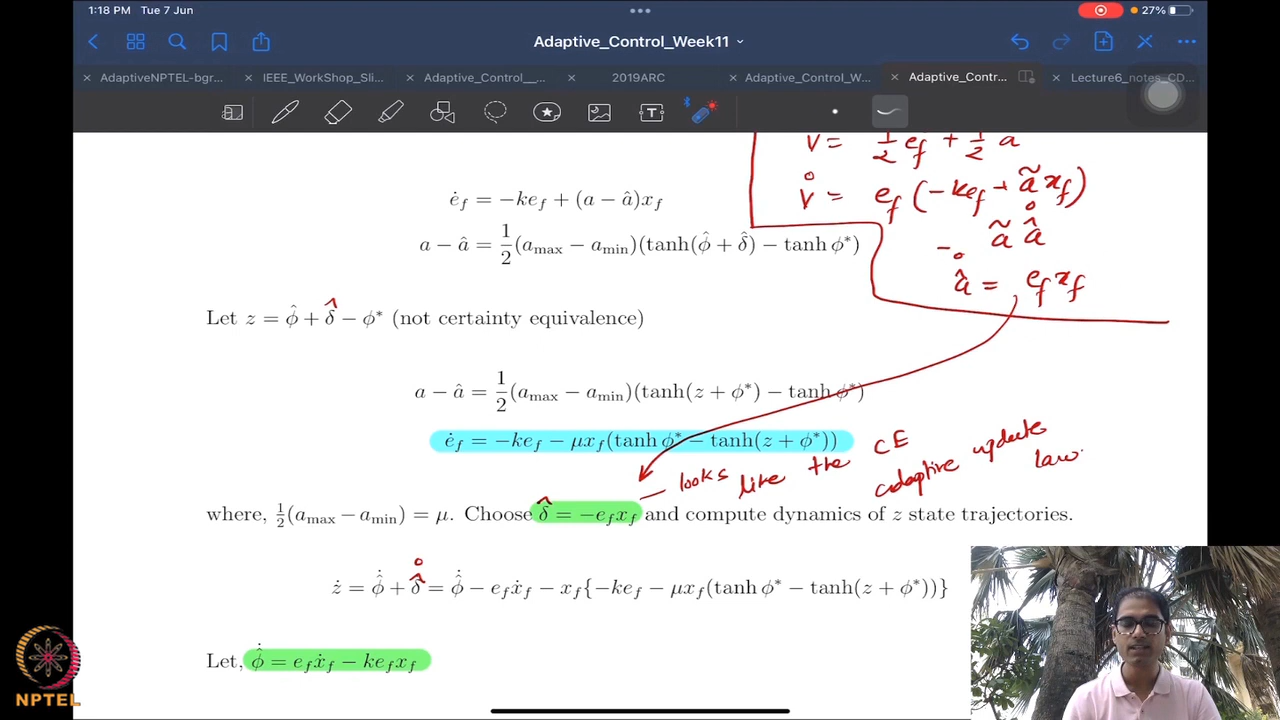 1:18 PM Tue 7 Jun
27%
Adaptive_Control_Week11
AdaptiveNPTEL-bgr...
IEEE_WorkShop_Sli...
Adaptive_Control__...
2019ARC
Adaptive_Control_W...
Adaptive_Contr...
Lecture6_notes_CD...
V = 1/2 e_f + 1/2 ã
V̇ = e_f (-ke_f + ã x_f)
- ã â̇
â̇ = e_f x_f
ė_f = −ke_f + (a − â)x_f
a − â = 1/2(a_max − a_min)(tanh(φ̂ + δ̂) − tanh φ*)
Let z = φ̂ + δ̂ − φ* (not certainty equivalence)
a − â = 1/2(a_max − a_min)(tanh(z + φ*) − tanh φ*)
ė_f = −ke_f − μx_f(tanh φ* − tanh(z + φ*))
looks like the CE
adaptive update
law.
where, 1/2(a_max − a_min) = μ. Choose δ̂ = −e_f x_f and compute dynamics of z state trajectories.
ż = φ̂̇ + δ̂̇ = φ̂̇ − e_f ẋ_f − x_f{−ke_f − μx_f(tanh φ* − tanh(z + φ*))}
Let, φ̂̇ = e_f ẋ_f − ke_f x_f
NPTEL